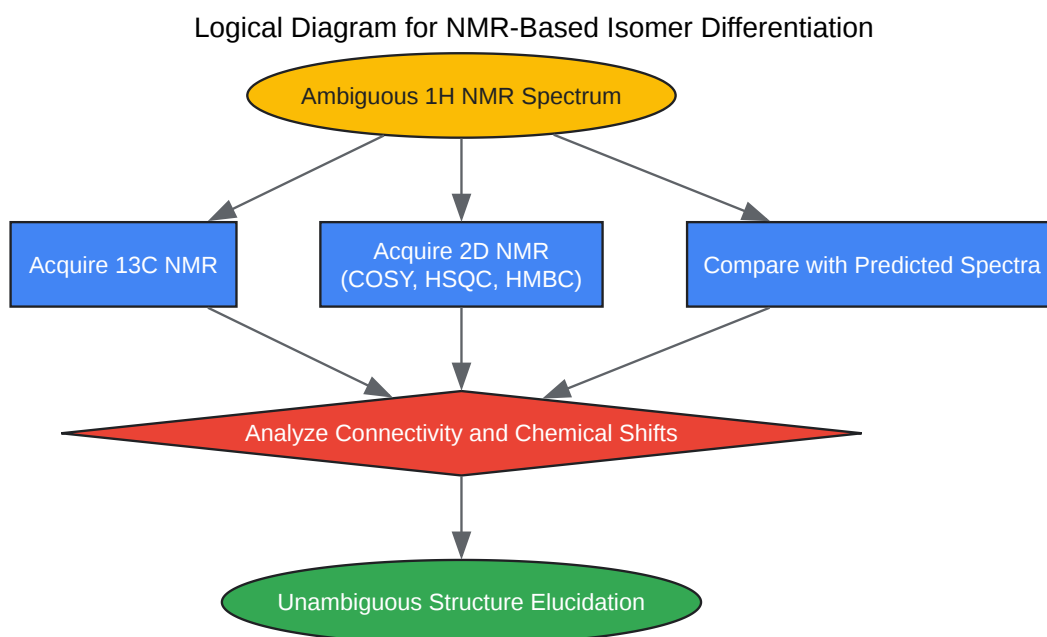 Logical Diagram for NMR-Based Isomer Differentiation
Ambiguous 1H NMR Spectrum
Acquire 13C NMR
Acquire 2D NMR
(COSY, HSQC, HMBC)
Compare with Predicted Spectra
Analyze Connectivity and Chemical Shifts
Unambiguous Structure Elucidation